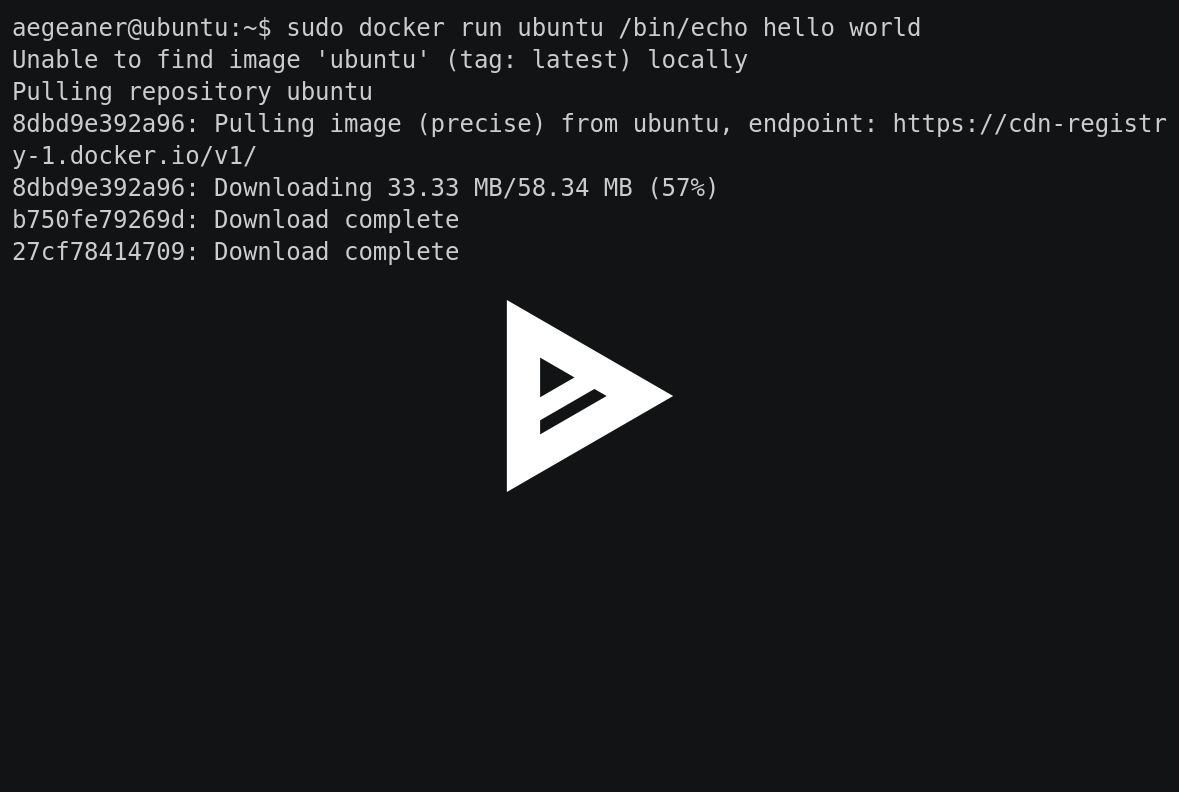 aegeaner@ubuntu:~$ sudo docker run ubuntu /bin/echo hello world
Unable to find image 'ubuntu' (tag: latest) locally
Pulling repository ubuntu
8dbd9e392a96: Pulling image (precise) from ubuntu, endpoint: https://cdn-registr
y-1.docker.io/v1/
8dbd9e392a96: Downloading 33.33 MB/58.34 MB (57%)
b750fe79269d: Download complete
27cf78414709: Download complete